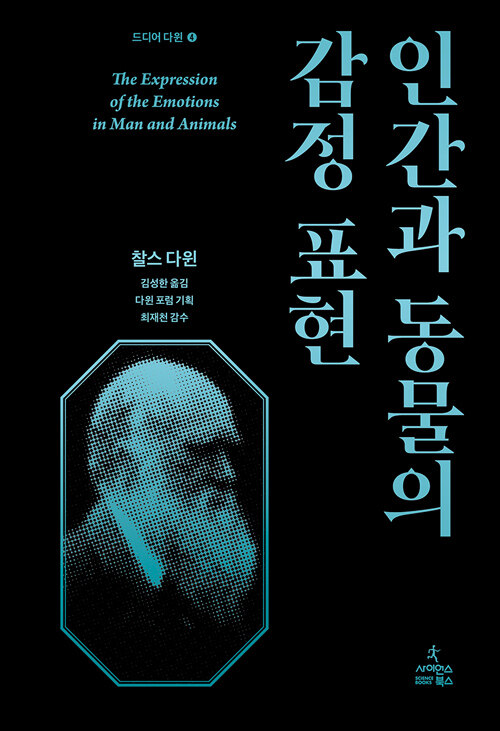 드디어 다윈 ❹
The Expression
of the Emotions
in Man and Animals
인간과 동물의
감정 표현
찰스 다윈
김성한 옮김
다윈 포럼 기획
최재천 감수
사이언스
SCIENCE
BOOKS 북스